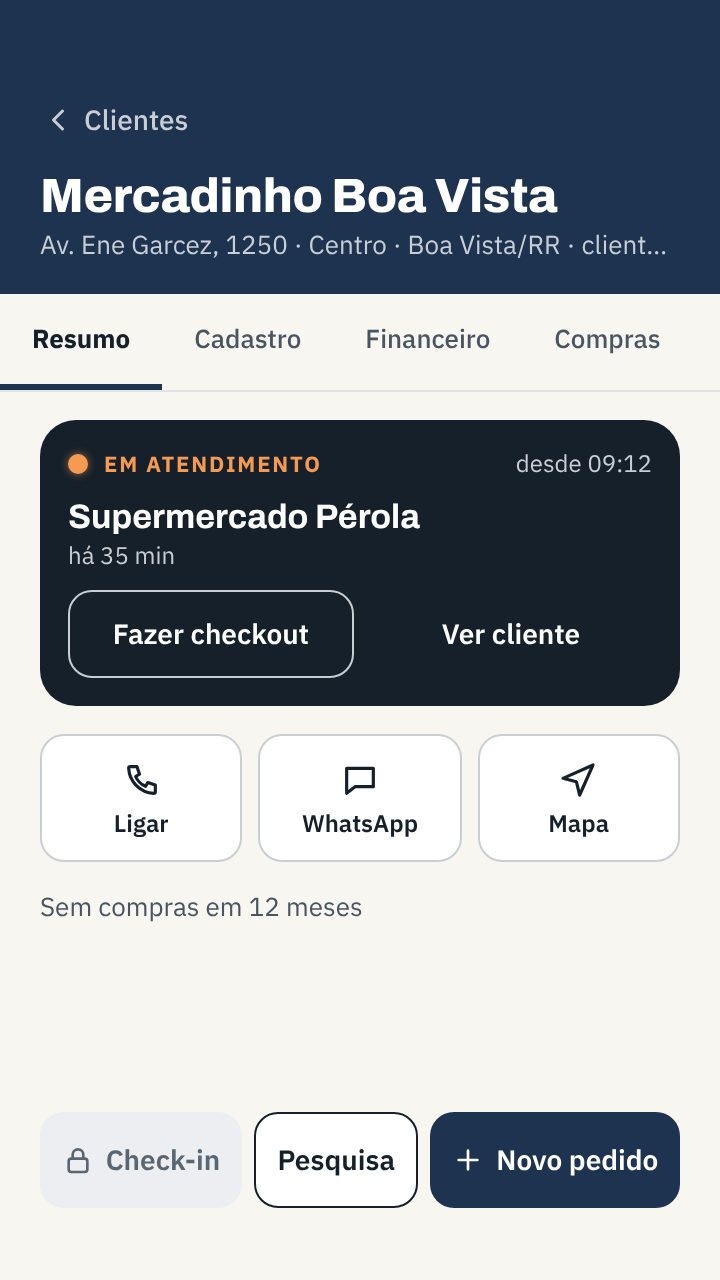 Clientes
Mercadinho Boa Vista
Av. Ene Garcez, 1250 · Centro · Boa Vista/RR · client...
Resumo Cadastro Financeiro Compras
EM ATENDIMENTO desde 09:12
Supermercado Pérola
há 35 min
Fazer checkout Ver cliente
Ligar WhatsApp Mapa
Sem compras em 12 meses
Check-in Pesquisa Novo pedido